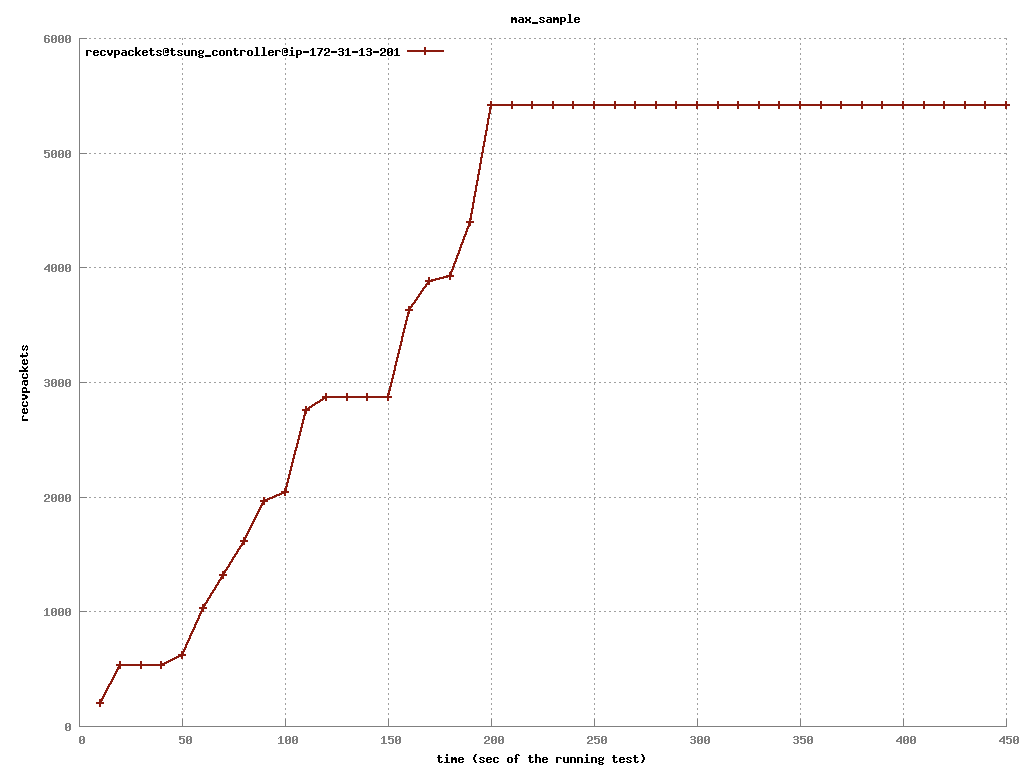 max_sample
6000
recvpackets@tsung_controller@ip-172-31-13-201
5000
4000
3000
recvpackets
2000
1000
0
0 50 100 150 200 250 300 350 400 450
time (sec of the running test)